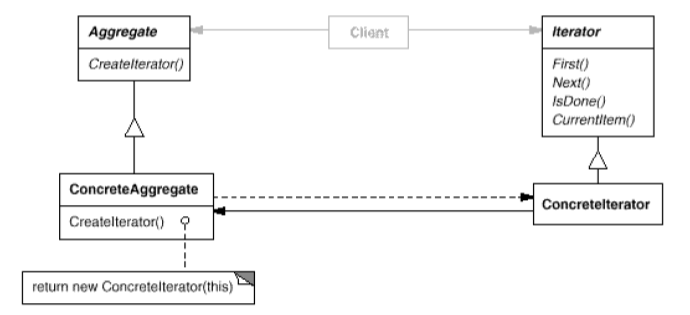 Aggregate
CreateIterator()
Client
Iterator
First()
Next()
IsDone()
CurrentItem()
ConcreteAggregate
CreateIterator()
ConcreteIterator
return new ConcreteIterator(this)